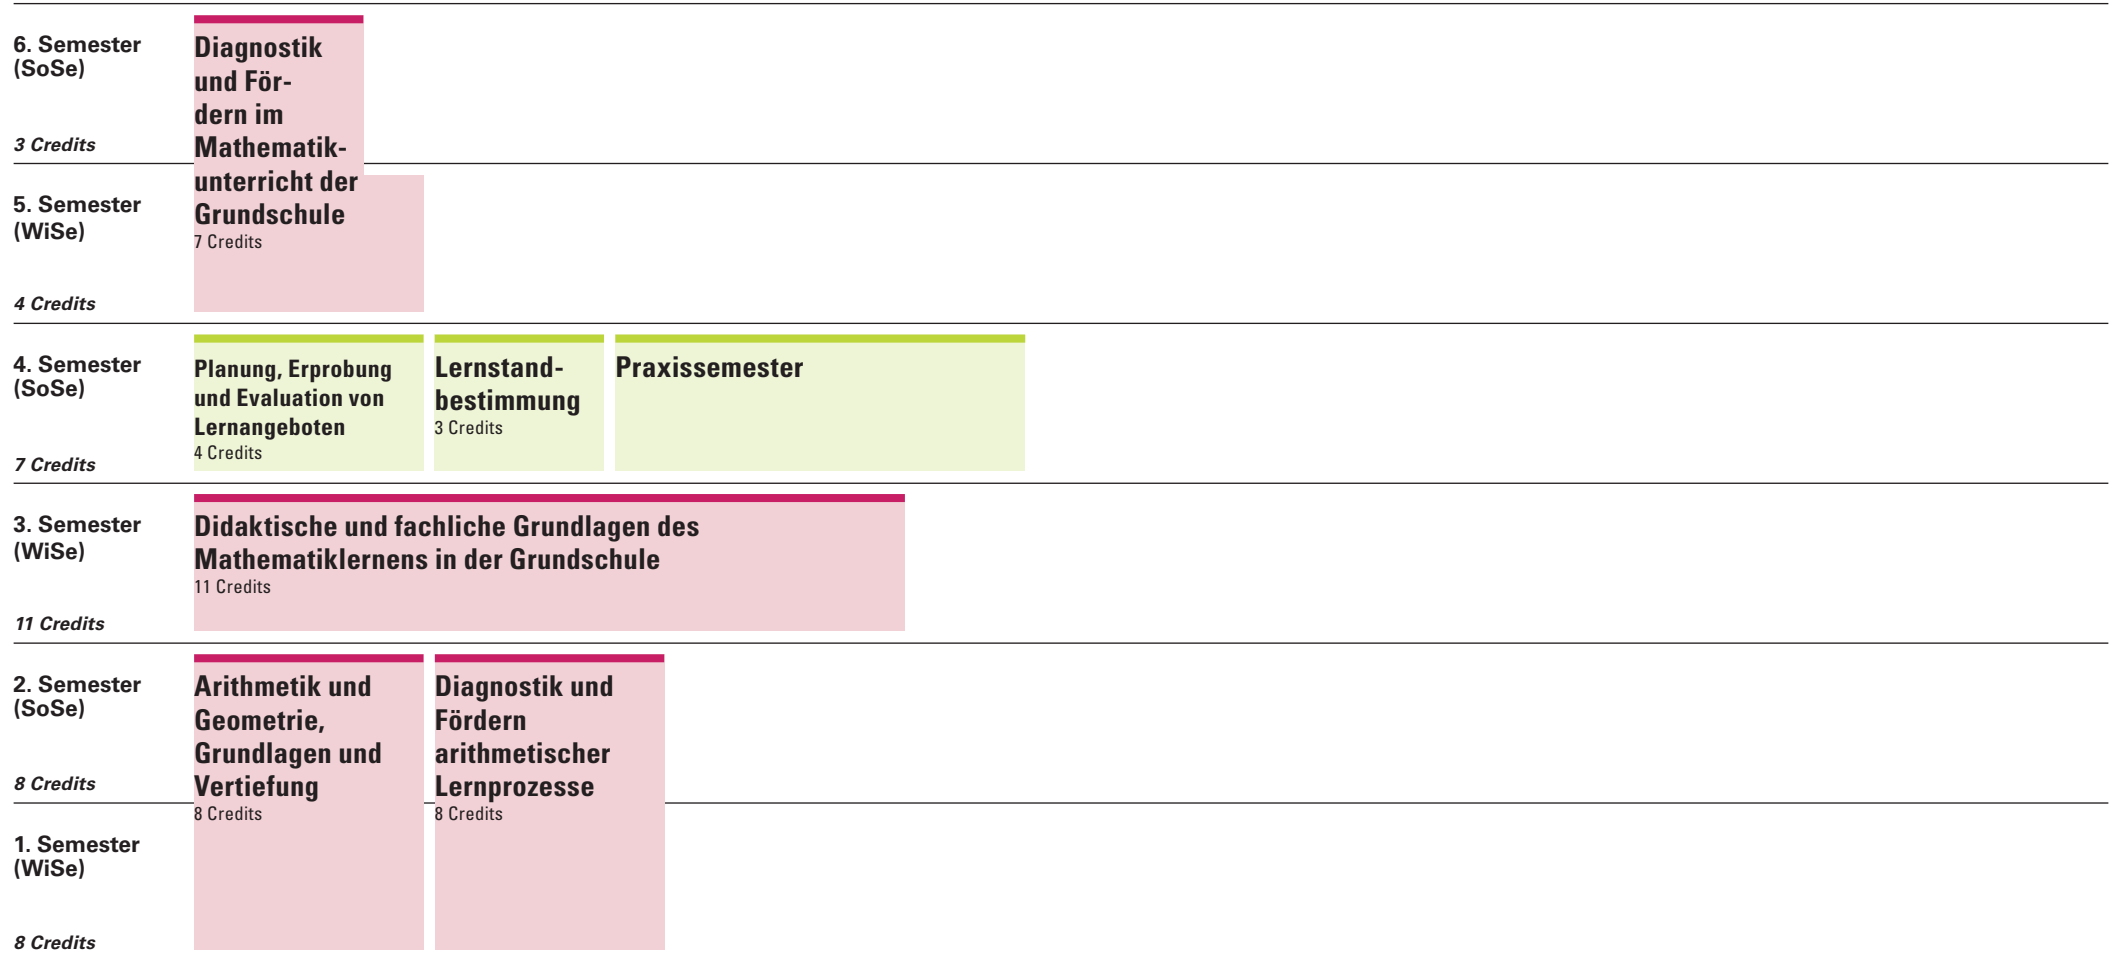 6. Semester
(SoSe)
3 Credits
Diagnostik
und För-
dern im
Mathematik-
unterricht der
Grundschule
7 Credits
5. Semester
(WiSe)
4 Credits
4. Semester
(SoSe)
7 Credits
Planung, Erprobung
und Evaluation von
Lernangeboten
4 Credits
Lernstand-
bestimmung
3 Credits
Praxissemester
3. Semester
(WiSe)
11 Credits
Didaktische und fachliche Grundlagen des
Mathematiklernens in der Grundschule
11 Credits
2. Semester
(SoSe)
8 Credits
Arithmetik und
Geometrie,
Grundlagen und
Vertiefung
8 Credits
Diagnostik und
Fördern
arithmetischer
Lernprozesse
8 Credits
1. Semester
(WiSe)
8 Credits